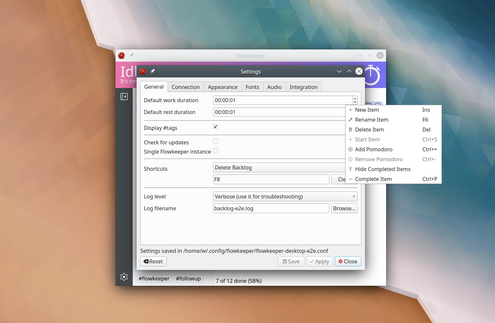 Flowkeeper
Idl
It's
Settings
General Connection Appearance Fonts Audio Integration
Default work duration 00:00:01
Default rest duration 00:00:01
Display #tags
Check for updates
Single Flowkeeper instance
Shortcuts Delete Backlog
F8 Cle
Log level Verbose (use it for troubleshooting)
Log filename backlog-e2e.log Browse...
Settings saved in /home/w/.config/flowkeeper/flowkeeper-desktop-e2e.conf
Reset Save Apply Close
New Item Ins
Rename Item F6
Delete Item Del
Start Item Ctrl+S
Add Pomodoro Ctrl++
Remove Pomodoro Ctrl+-
Hide Completed Items
Complete Item Ctrl+P
#flowkeeper #followup 7 of 12 done (58%)